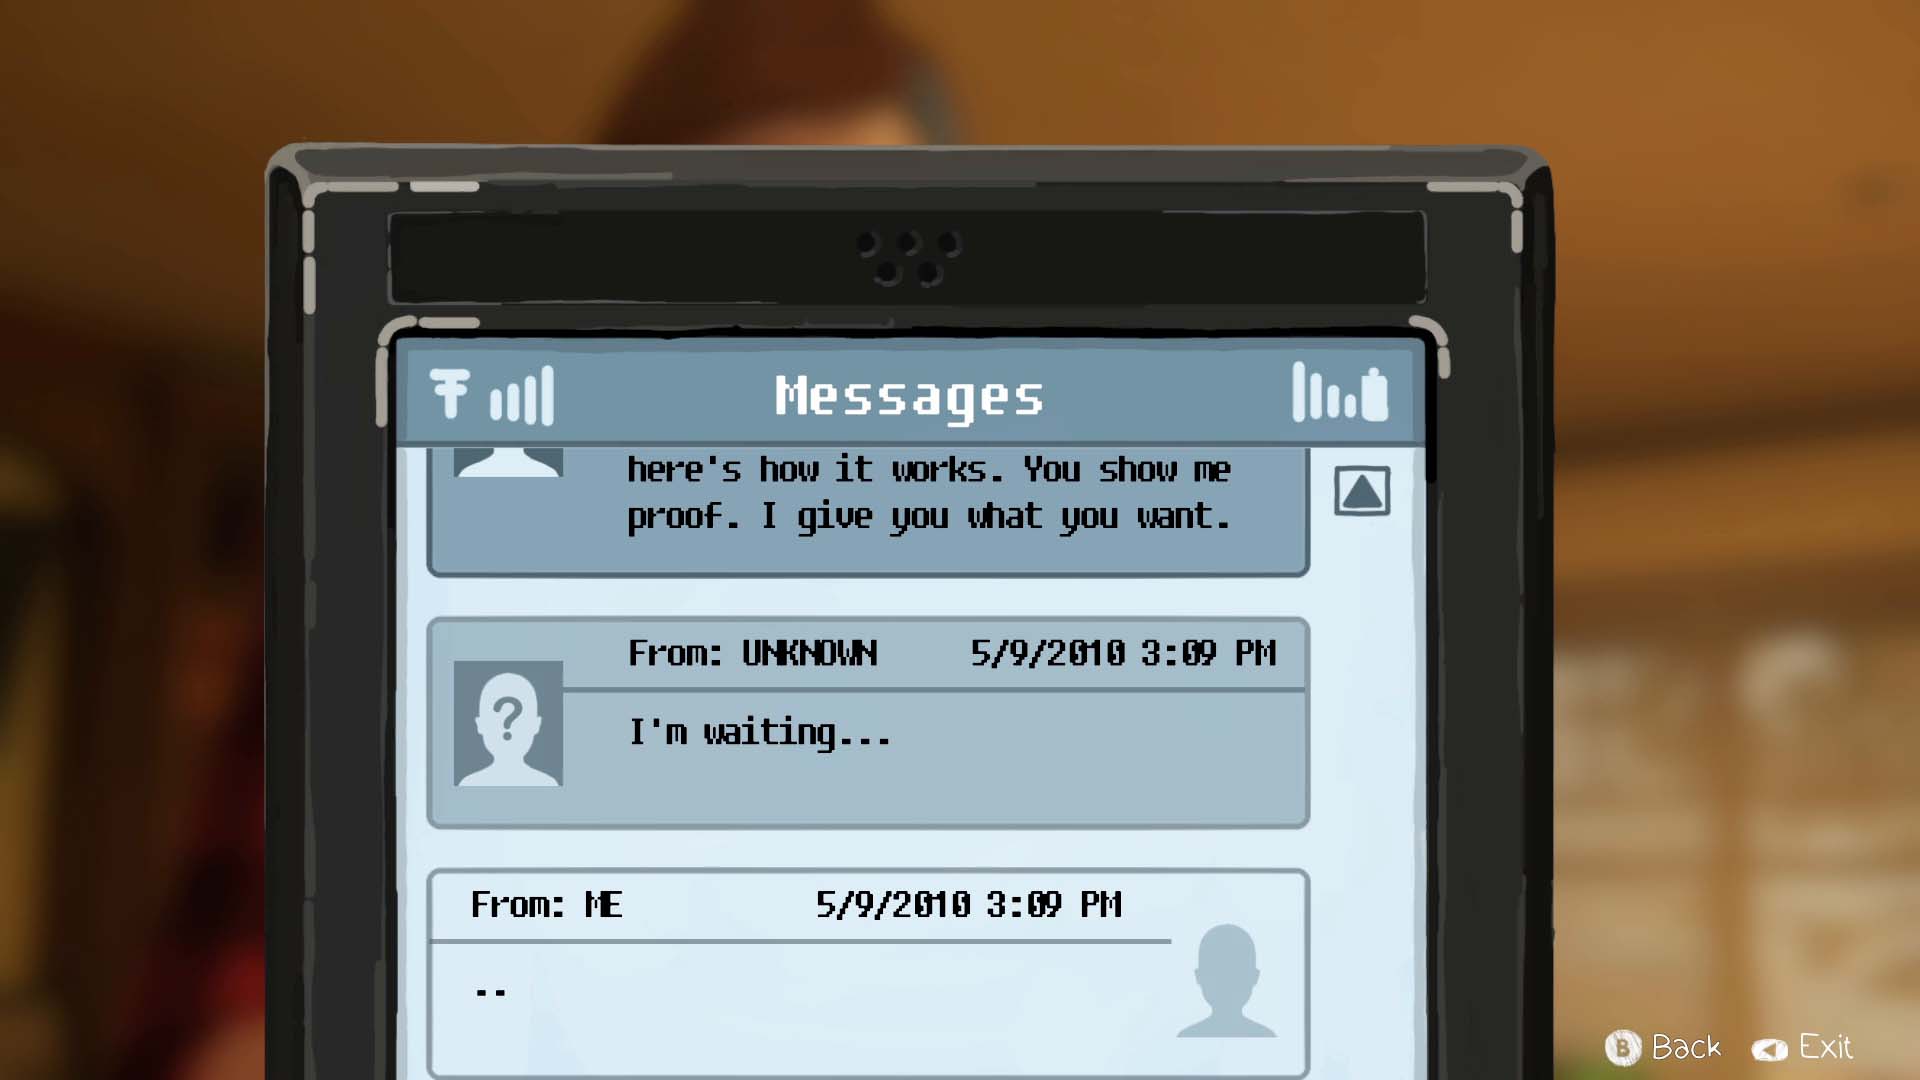 Messages
here's how it works. You show me
proof. I give you what you want.
From: UNKNOWN 5/9/2010 3:09 PM
?
I'm waiting...
From: ME 5/9/2010 3:09 PM
..
B Back Exit